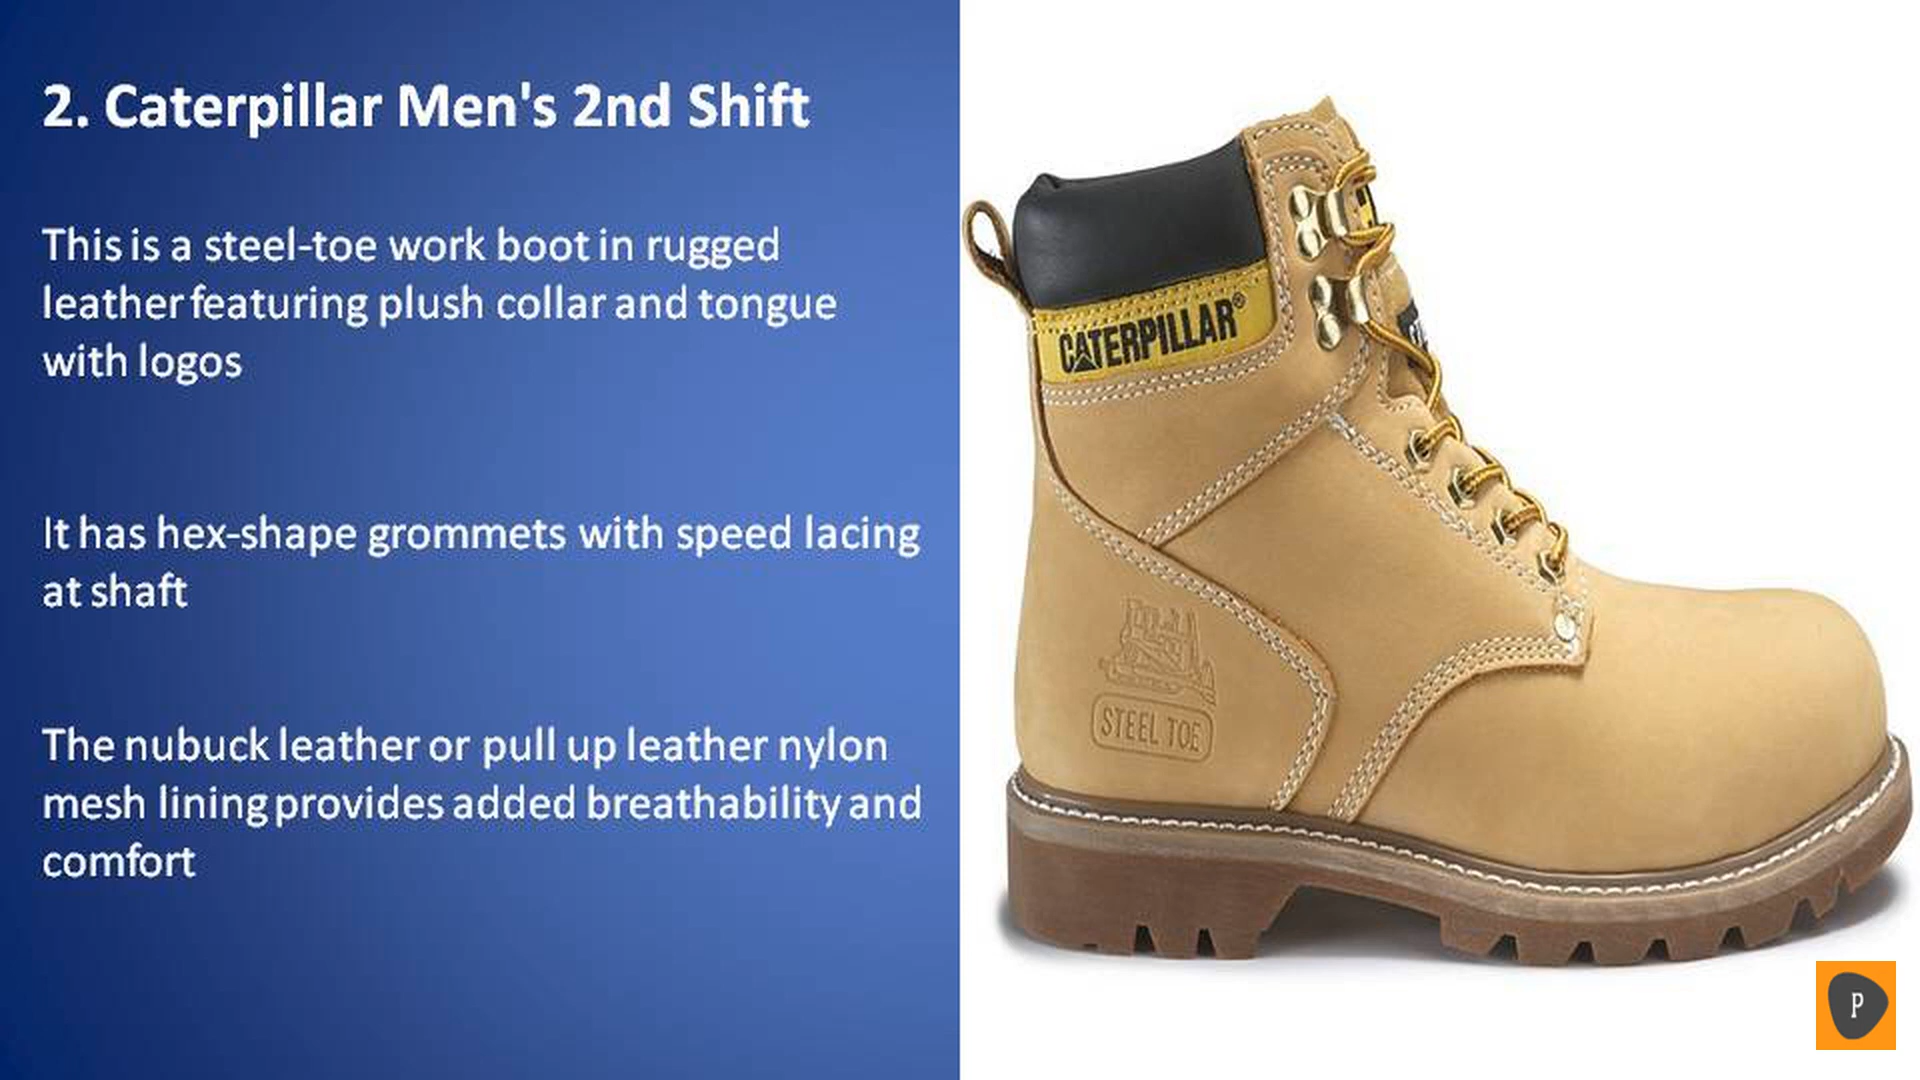 2. Caterpillar Men's 2nd Shift
This is a steel-toe work boot in rugged
leather featuring plush collar and tongue
with logos
It has hex-shape grommets with speed lacing
at shaft
The nubuck leather or pull up leather nylon
mesh lining provides added breathability and
comfort
CATERPILLAR®
STEEL TOE
P